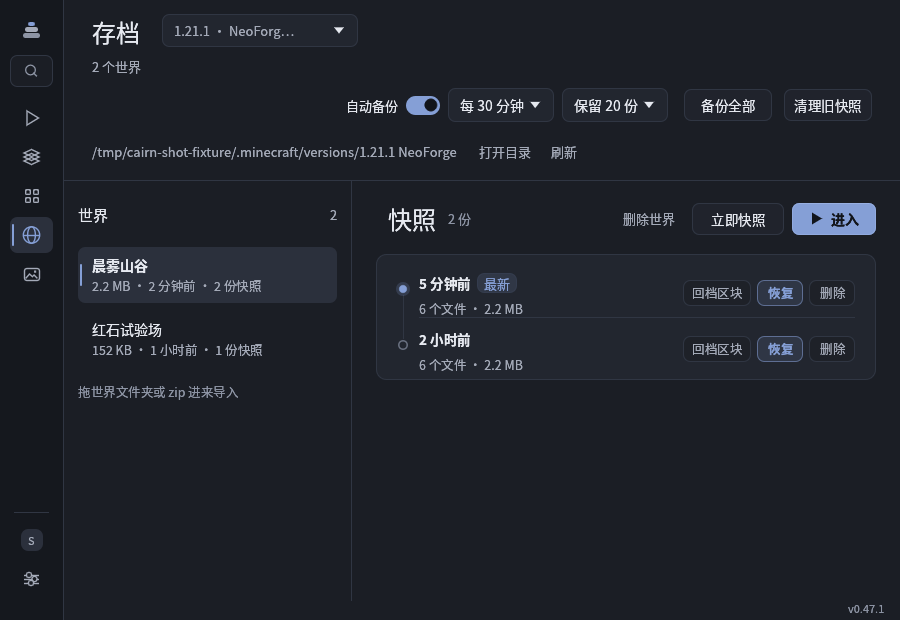 存档
1.21.1 • NeoForg…
2 个世界
自动备份 每 30 分钟 保留 20 份 备份全部 清理旧快照
/tmp/cairn-shot-fixture/.minecraft/versions/1.21.1 NeoForge 打开目录 刷新
世界 2
晨雾山谷
2.2 MB • 2 分钟前 • 2 份快照
红石试验场
152 KB • 1 小时前 • 1 份快照
拖世界文件夹或 zip 进来导入
快照 2 份 删除世界 立即快照 进入
5 分钟前 最新
6 个文件 • 2.2 MB
回档区块 恢复 删除
2 小时前
6 个文件 • 2.2 MB
回档区块 恢复 删除
S
v0.47.1